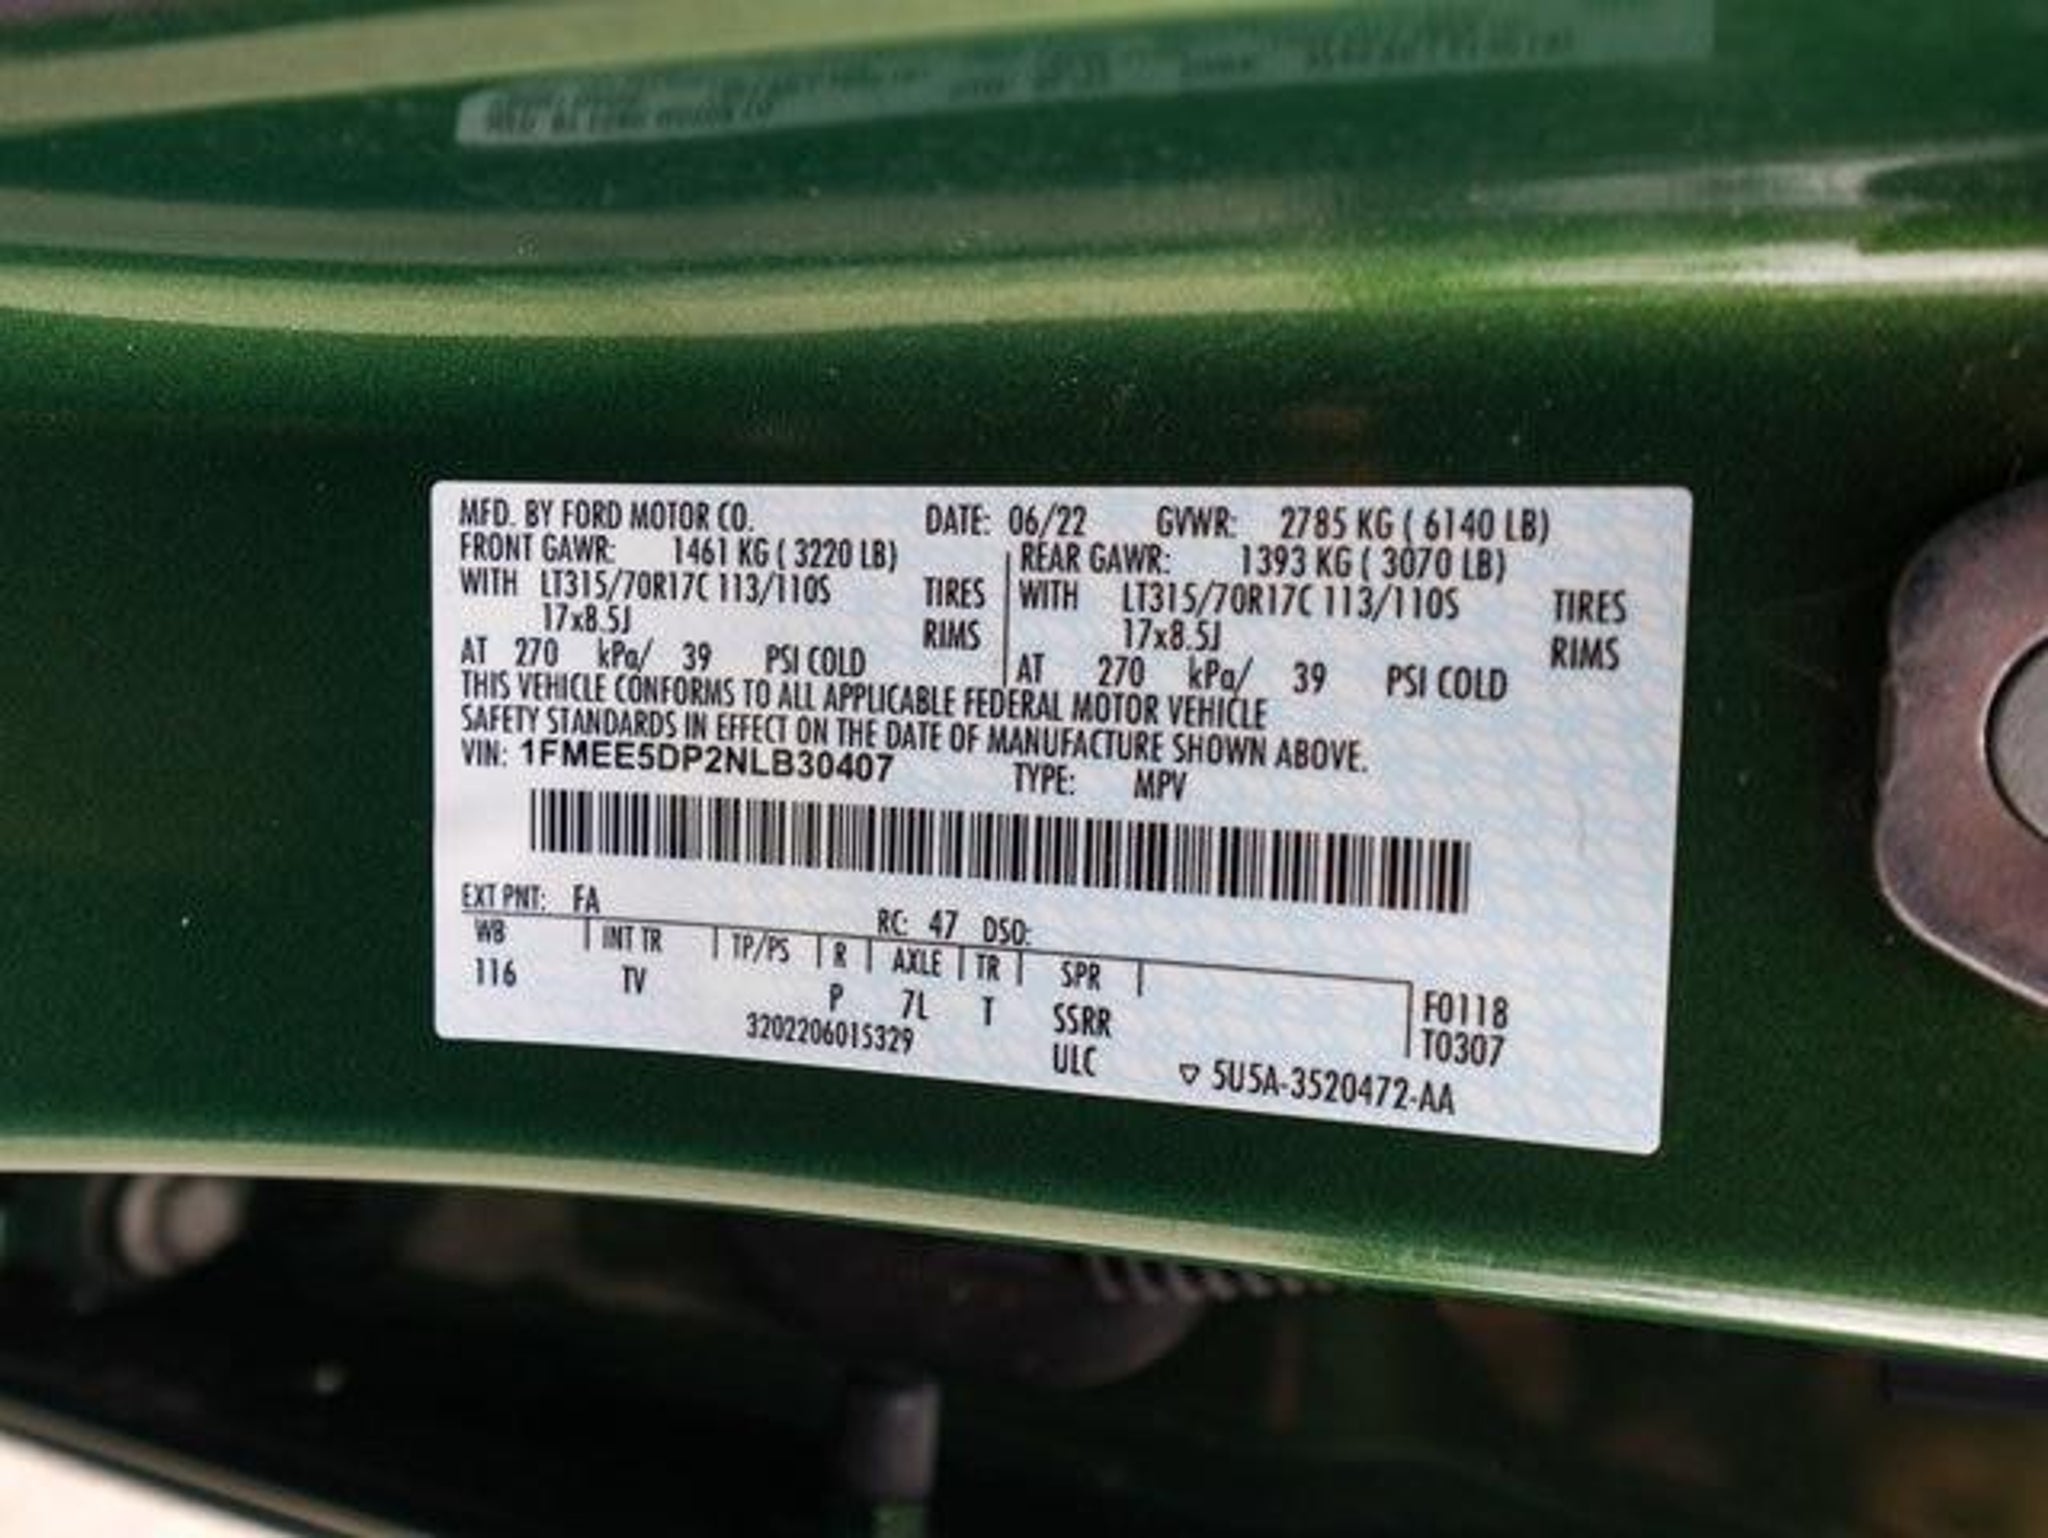 MFD. BY FORD MOTOR CO. DATE: 06/22 GVWR: 2785 KG ( 6140 LB)
FRONT GAWR: 1461 KG ( 3220 LB) REAR GAWR: 1393 KG ( 3070 LB)
WITH LT315/70R17C 113/110S TIRES WITH LT315/70R17C 113/110S TIRES
17x8.5J RIMS 17x8.5J RIMS
AT 270 kPa/ 39 PSI COLD AT 270 kPa/ 39 PSI COLD
THIS VEHICLE CONFORMS TO ALL APPLICABLE FEDERAL MOTOR VEHICLE
SAFETY STANDARDS IN EFFECT ON THE DATE OF MANUFACTURE SHOWN ABOVE.
VIN: 1FMEE5DP2NLB30407 TYPE: MPV
EXT PNT: FA RC: 47 DSO:
WB INT TR TP/PS R AXLE TR SPR
116 TV P 7L T SSRR F0118
3202206015329 ULC T0307
▽ 5U5A-3520472-AA